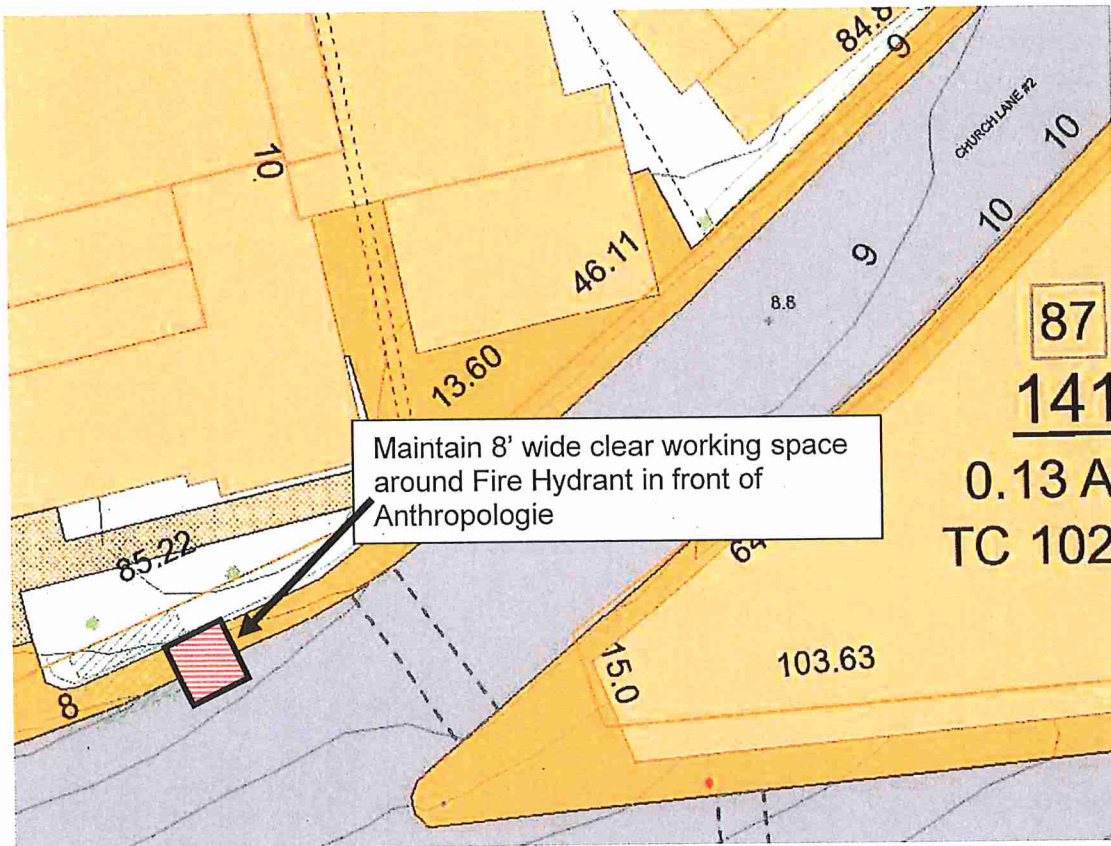 84.8
9
CHURCH LANE #2
10
10
10
9
46.11
8.8
87
13.60
141
Maintain 8' wide clear working space
around Fire Hydrant in front of
Anthropologie
0.13 A
TC 102
64
85.22
15.0
103.63
8